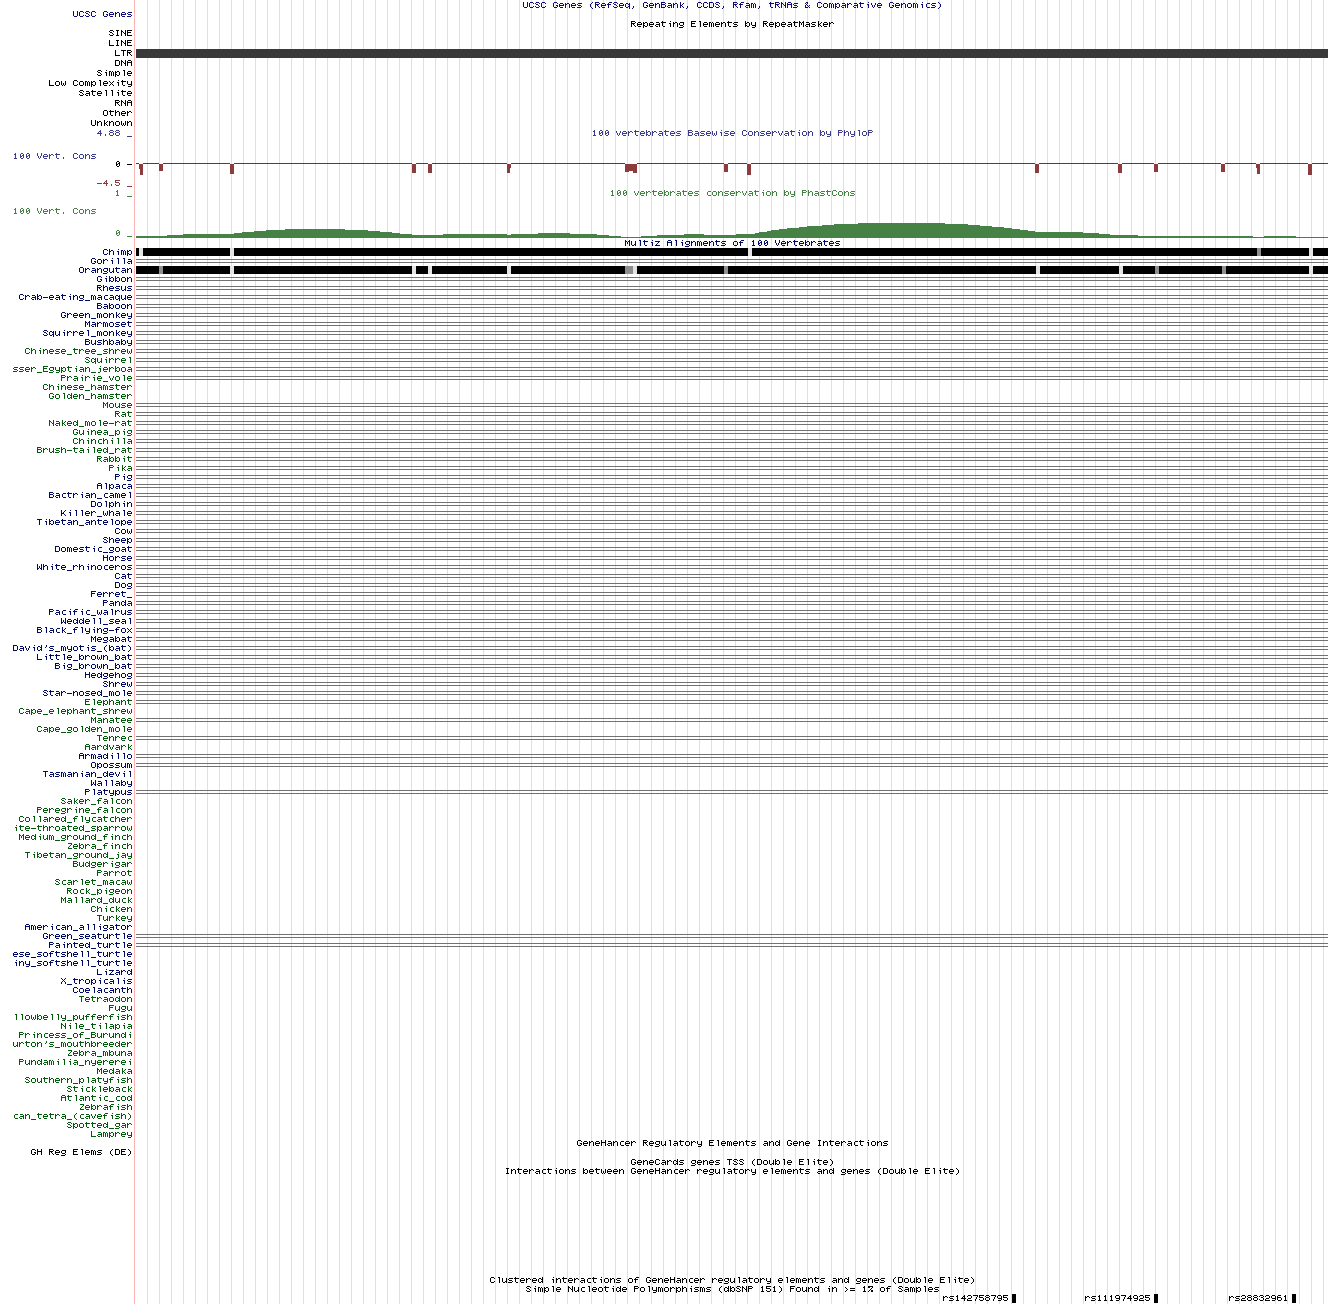 UCSC Genes (RefSeq, GenBank, CCDS, Rfam, tRNAs & Comparative Genomics)
UCSC Genes
Repeating Elements by RepeatMasker
SINE
LINE
LTR
DNA
Simple
Low Complexity
Satellite
RNA
Other
Unknown
4.88 _
100 vertebrates Basewise Conservation by PhyloP
100 Vert. Cons
0 -
-4.5 _
1 _
100 vertebrates conservation by PhastCons
100 Vert. Cons
0 _
Multiz Alignments of 100 Vertebrates
Chimp
Gorilla
Orangutan
Gibbon
Rhesus
Crab-eating_macaque
Baboon
Green_monkey
Marmoset
Squirrel_monkey
Bushbaby
Chinese_tree_shrew
Squirrel
sser_Egyptian_jerboa
Prairie_vole
Chinese_hamster
Golden_hamster
Mouse
Rat
Naked_mole-rat
Guinea_pig
Chinchilla
Brush-tailed_rat
Rabbit
Pika
Pig
Alpaca
Bactrian_camel
Dolphin
Killer_whale
Tibetan_antelope
Cow
Sheep
Domestic_goat
Horse
White_rhinoceros
Cat
Dog
Ferret_
Panda
Pacific_walrus
Weddell_seal
Black_flying-fox
Megabat
David's_myotis_(bat)
Little_brown_bat
Big_brown_bat
Hedgehog
Shrew
Star-nosed_mole
Elephant
Cape_elephant_shrew
Manatee
Cape_golden_mole
Tenrec
Aardvark
Armadillo
Opossum
Tasmanian_devil
Wallaby
Platypus
Saker_falcon
Peregrine_falcon
Collared_flycatcher
ite-throated_sparrow
Medium_ground_finch
Zebra_finch
Tibetan_ground_jay
Budgerigar
Parrot
Scarlet_macaw
Rock_pigeon
Mallard_duck
Chicken
Turkey
American_alligator
Green_seaturtle
Painted_turtle
ese_softshell_turtle
iny_softshell_turtle
Lizard
X_tropicalis
Coelacanth
Tetraodon
Fugu
llowbelly_pufferfish
Nile_tilapia
Princess_of_Burundi
urton's_mouthbreeder
Zebra_mbuna
Pundamilia_nyererei
Medaka
Southern_platyfish
Stickleback
Atlantic_cod
Zebrafish
can_tetra_(cavefish)
Spotted_gar
Lamprey
GeneHancer Regulatory Elements and Gene Interactions
GH Reg Elems (DE)
GeneCards genes TSS (Double Elite)
Interactions between GeneHancer regulatory elements and genes (Double Elite)
Clustered interactions of GeneHancer regulatory elements and genes (Double Elite)
Simple Nucleotide Polymorphisms (dbSNP 151) Found in >= 1% of Samples
rs142758795 rs111974925 rs28832961